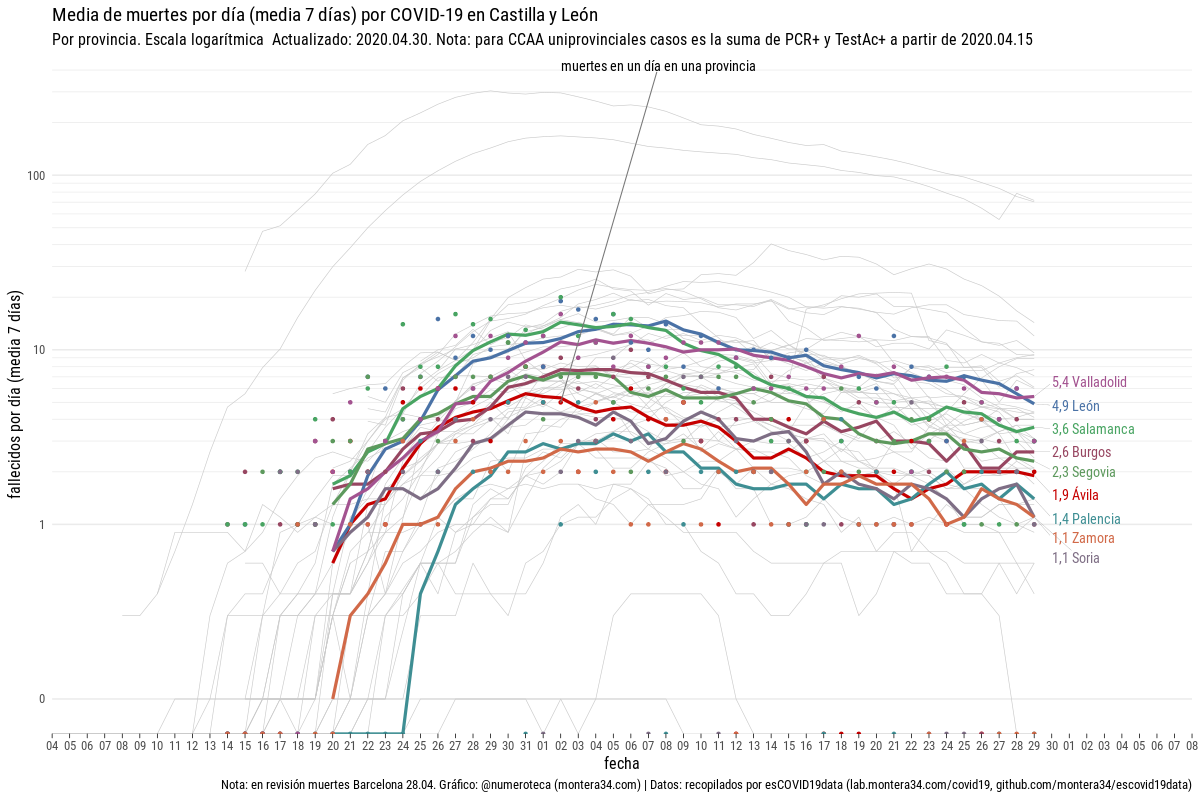 Media de muertes por día (media 7 días) por COVID-19 en Castilla y León
Por provincia. Escala logarítmica  Actualizado: 2020.04.30. Nota: para CCAA uniprovinciales casos es la suma de PCR+ y TestAc+ a partir de 2020.04.15
muertes en un día en una provincia
fallecidos por día (media 7 días)
100
10
1
0
5,4 Valladolid
4,9 León
3,6 Salamanca
2,6 Burgos
2,3 Segovia
1,9 Ávila
1,4 Palencia
1,1 Zamora
1,1 Soria
04 05 06 07 08 09 10 11 12 13 14 15 16 17 18 19 20 21 22 23 24 25 26 27 28 29 30 31 01 02 03 04 05 06 07 08 09 10 11 12 13 14 15 16 17 18 19 20 21 22 23 24 25 26 27 28 29 30 01 02 03 04 05 06 07 08
fecha
Nota: en revisión muertes Barcelona 28.04. Gráfico: @numeroteca (montera34.com) | Datos: recopilados por esCOVID19data (lab.montera34.com/covid19, github.com/montera34/escovid19data)